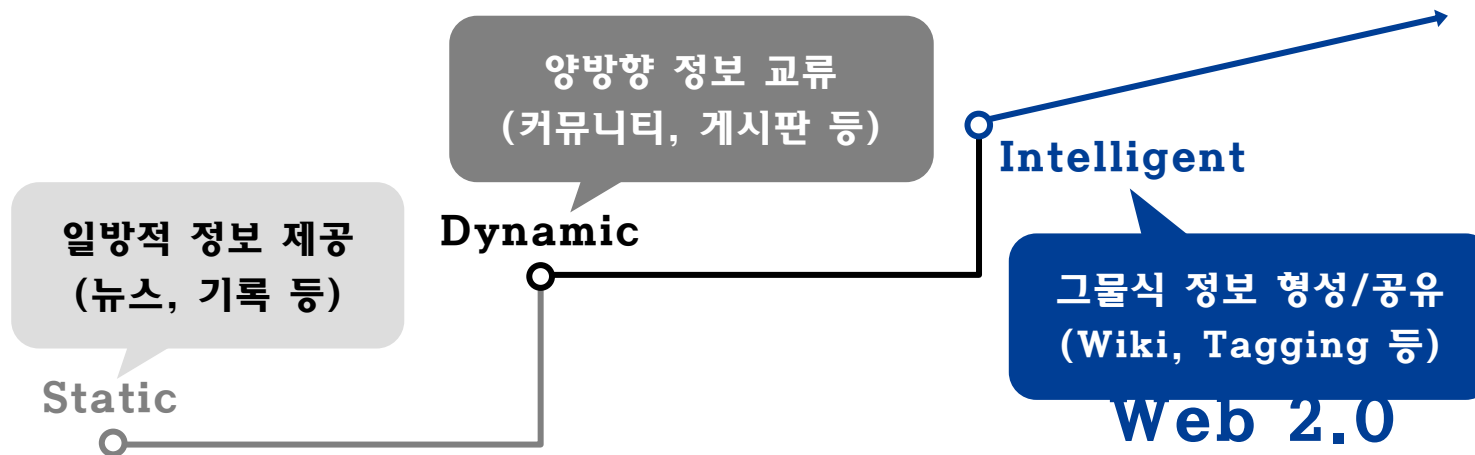 양방향 정보 교류
(커뮤니티, 게시판 등)
Intelligent
일방적 정보 제공
(뉴스, 기록 등)
Dynamic
그물식 정보 형성/공유
(Wiki, Tagging 등)
Static
Web 2.0